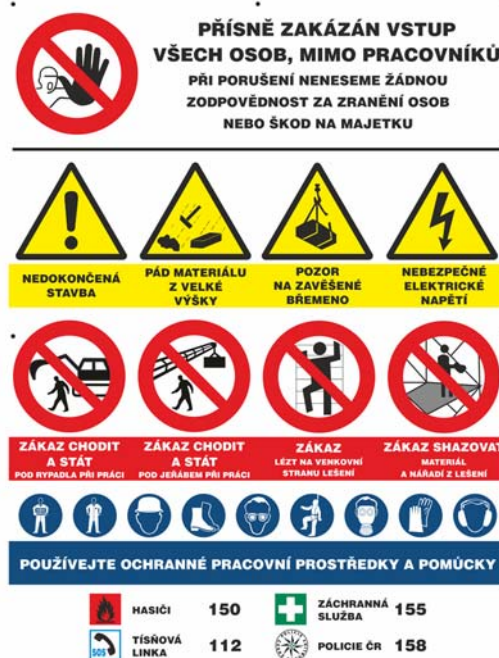 PŘÍSNĚ ZAKÁZÁN VSTUP
VŠECH OSOB, MIMO PRACOVNÍKŮ
PŘI PORUŠENÍ NENESEME ŽÁDNOU
ZODPOVĚDNOST ZA ZRANĚNÍ OSOB
NEBO ŠKOD NA MAJETKU
NEDOKONČENÁ
STAVBA
PÁD MATERIÁLU
Z VELKÉ
VÝŠKY
POZOR
NA ZAVĚŠENÉ
BŘEMENO
NEBEZPEČNÉ
ELEKTRICKÉ
NAPĚTÍ
ZÁKAZ CHODIT
A STÁT
POD RYPADLA PŘI PRÁCI
ZÁKAZ CHODIT
A STÁT
POD JEŘÁBEM PŘI PRÁCI
ZÁKAZ
LÉZT NA VENKOVNÍ
STRANU LEŠENÍ
ZÁKAZ SHAZOVAT
MATERIÁL
A NÁŘADÍ Z LEŠENÍ
POUŽÍVEJTE OCHRANNÉ PRACOVNÍ PROSTŘEDKY A POMŮCKY
HASIČI 150
ZÁCHRANNÁ
SLUŽBA 155
SOS
TÍSŇOVÁ
LINKA 112
POLICIE ČR 158